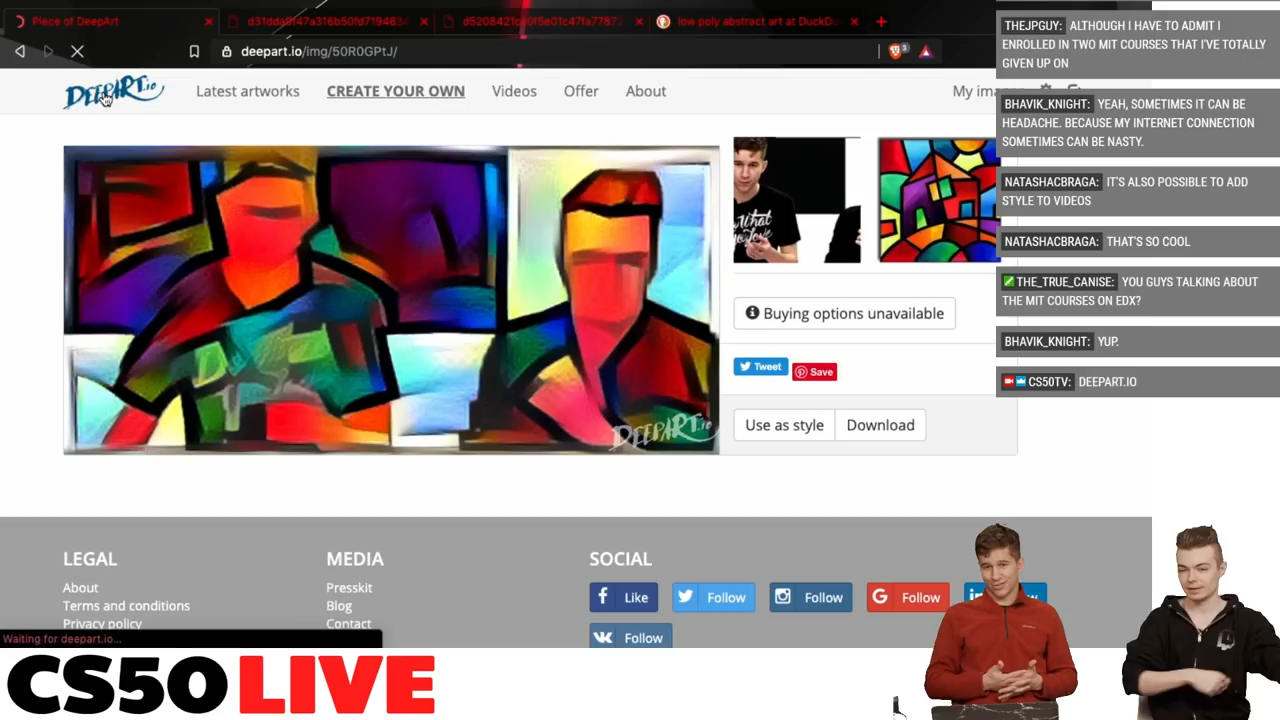 Piece of DeepArt
low poly abstract art at DuckDu
deepart.io/img/50R0GPtJ/
DEEPART.io
Latest artworks
CREATE YOUR OWN
Videos
Offer
About
My ima
What
You
DEEPART.io
Buying options unavailable
Tweet
Save
Use as style
Download
LEGAL
About
Terms and conditions
Privacy policy
MEDIA
Presskit
Blog
Contact
SOCIAL
Like
Follow
Follow
Follow
Follow
Waiting for deepart.io...
CS50 LIVE
THEJPGUY: ALTHOUGH I HAVE TO ADMIT I
ENROLLED IN TWO MIT COURSES THAT I'VE TOTALLY
GIVEN UP ON
BHAVIK_KNIGHT: YEAH, SOMETIMES IT CAN BE
HEADACHE. BECAUSE MY INTERNET CONNECTION
SOMETIMES CAN BE NASTY.
NATASHACBRAGA: IT'S ALSO POSSIBLE TO ADD
STYLE TO VIDEOS
NATASHACBRAGA: THAT'S SO COOL
THE_TRUE_CANISE: YOU GUYS TALKING ABOUT
THE MIT COURSES ON EDX?
BHAVIK_KNIGHT: YUP.
CS50TV: DEEPART.IO